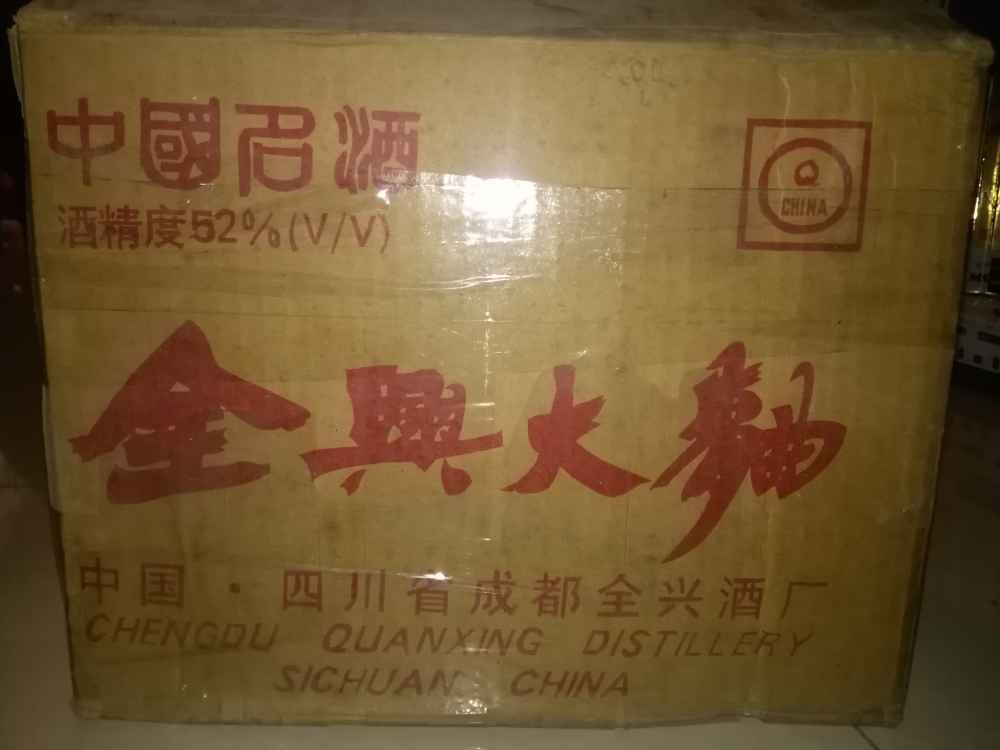 中國名酒
酒精度52%(V/V)
Q
CHINA
全興大麯
中国·四川省成都全兴酒厂
CHENGDU QUANXING DISTILLERY
SICHUAN CHINA